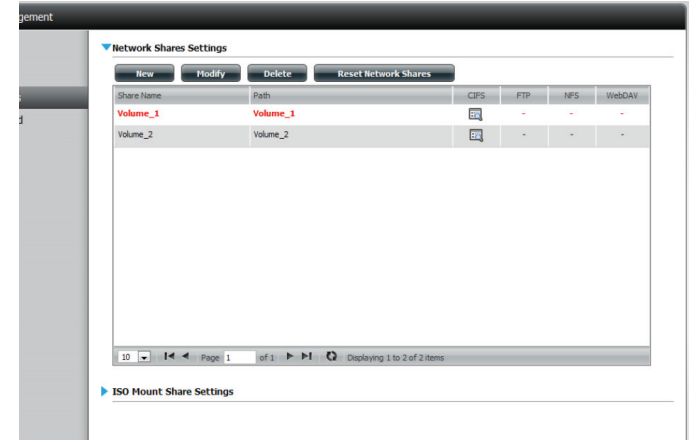 gement
Network Shares Settings
New Modify Delete Reset Network Shares
Share Name Path CIFS FTP NFS WebDAV
Volume_1 Volume_1 - - -
Volume_2 Volume_2 - - -
d
10 Page 1 of 1 Displaying 1 to 2 of 2 items
ISO Mount Share Settings